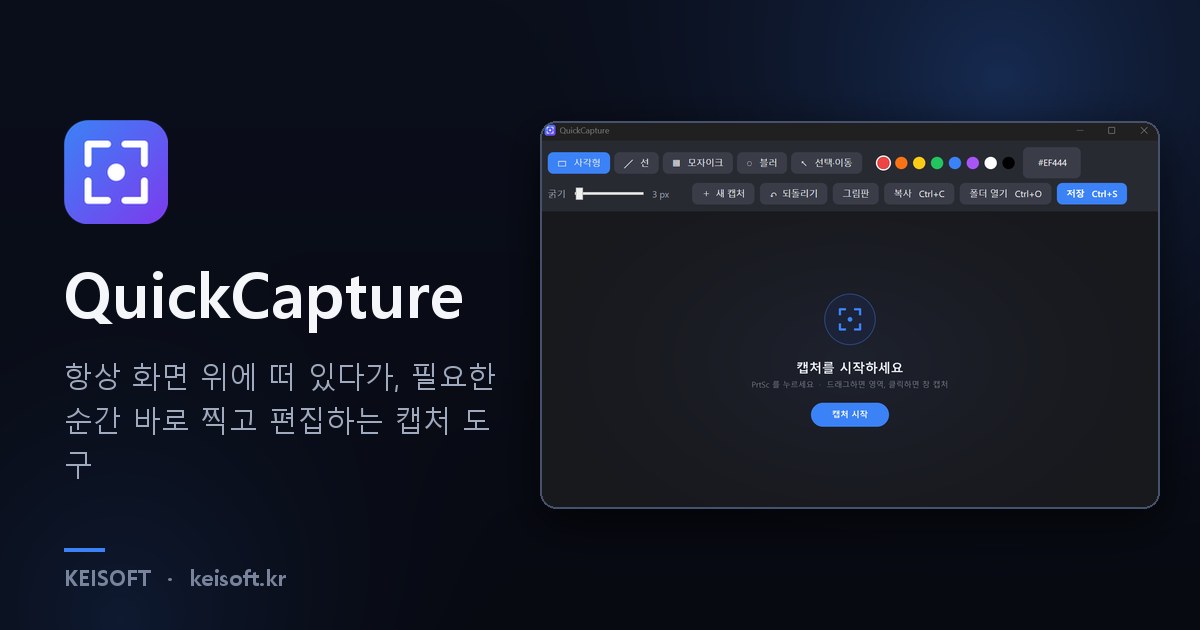 QuickCapture
항상 화면 위에 떠 있다가, 필요한
순간 바로 찍고 편집하는 캡처 도
구
KEISOFT · keisoft.kr
QuickCapture
사각형 선 모자이크 블러 선택·이동 #EF444
굵기 3 px + 새 캡처 되돌리기 그림판 복사 Ctrl+C 폴더 열기 Ctrl+O 저장 Ctrl+S
캡처를 시작하세요
PrtSc 를 누르세요 · 드래그하면 영역, 클릭하면 창 캡처
캡처 시작